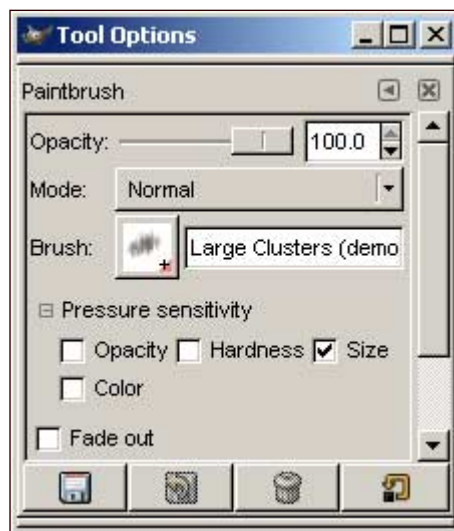 Tool Options
Paintbrush
Opacity: 100.0
Mode: Normal
Brush: Large Clusters (demo
Pressure sensitivity
Opacity Hardness Size
Color
Fade out